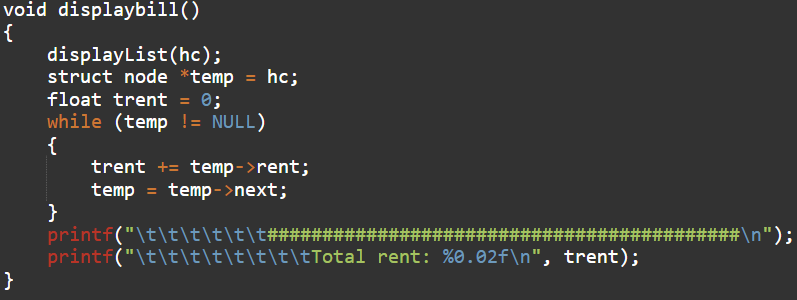 void displaybill()
{
    displayList(hc);
    struct node *temp = hc;
    float trent = 0;
    while (temp != NULL)
    {
        trent += temp->rent;
        temp = temp->next;
    }
    printf("\t\t\t\t\t\t###########################################\n");
    printf("\t\t\t\t\t\t\t\tTotal rent: %0.02f\n", trent);
}